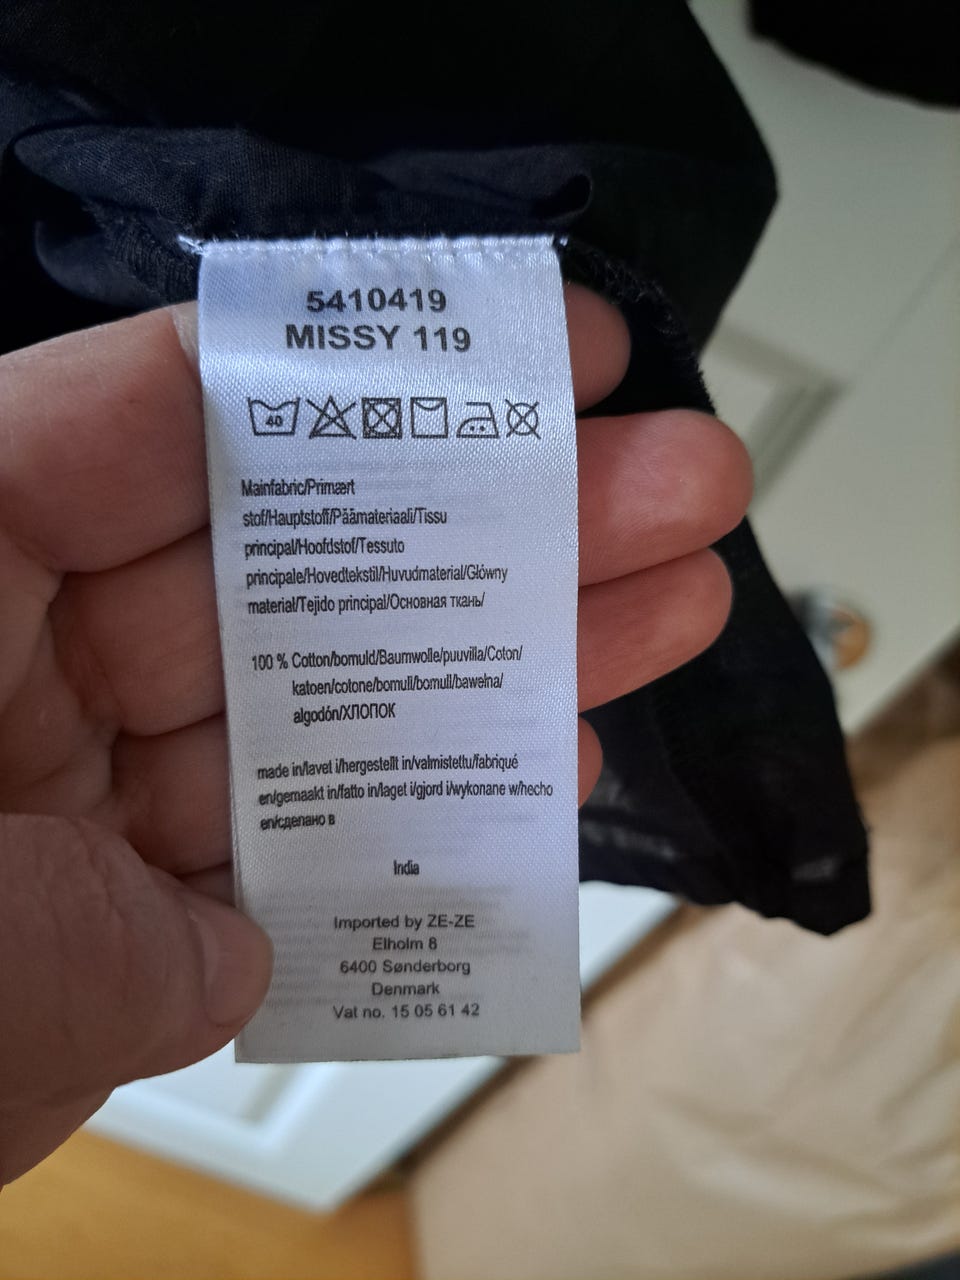 5410419
MISSY 119
40
Mainfabric/Primært
stof/Hauptstoff/Päämateriaali/Tissu
principal/Hoofdstof/Tessuto
principale/Hovedtekstil/Huvudmaterial/Główny
material/Tejido principal/Основная ткань/
100 % Cotton/bomuld/Baumwolle/puuvilla/Coton/
katoen/cotone/bomull/bomull/bawełna/
algodón/ХЛОПОК
made in/lavet i/hergestellt in/valmistettu/fabriqué
en/gemaakt in/fatto in/laget i/gjord i/wykonane w/hecho
en/сделано в
India
Imported by ZE-ZE
Elholm 8
6400 Sønderborg
Denmark
Vat no. 15 05 61 42